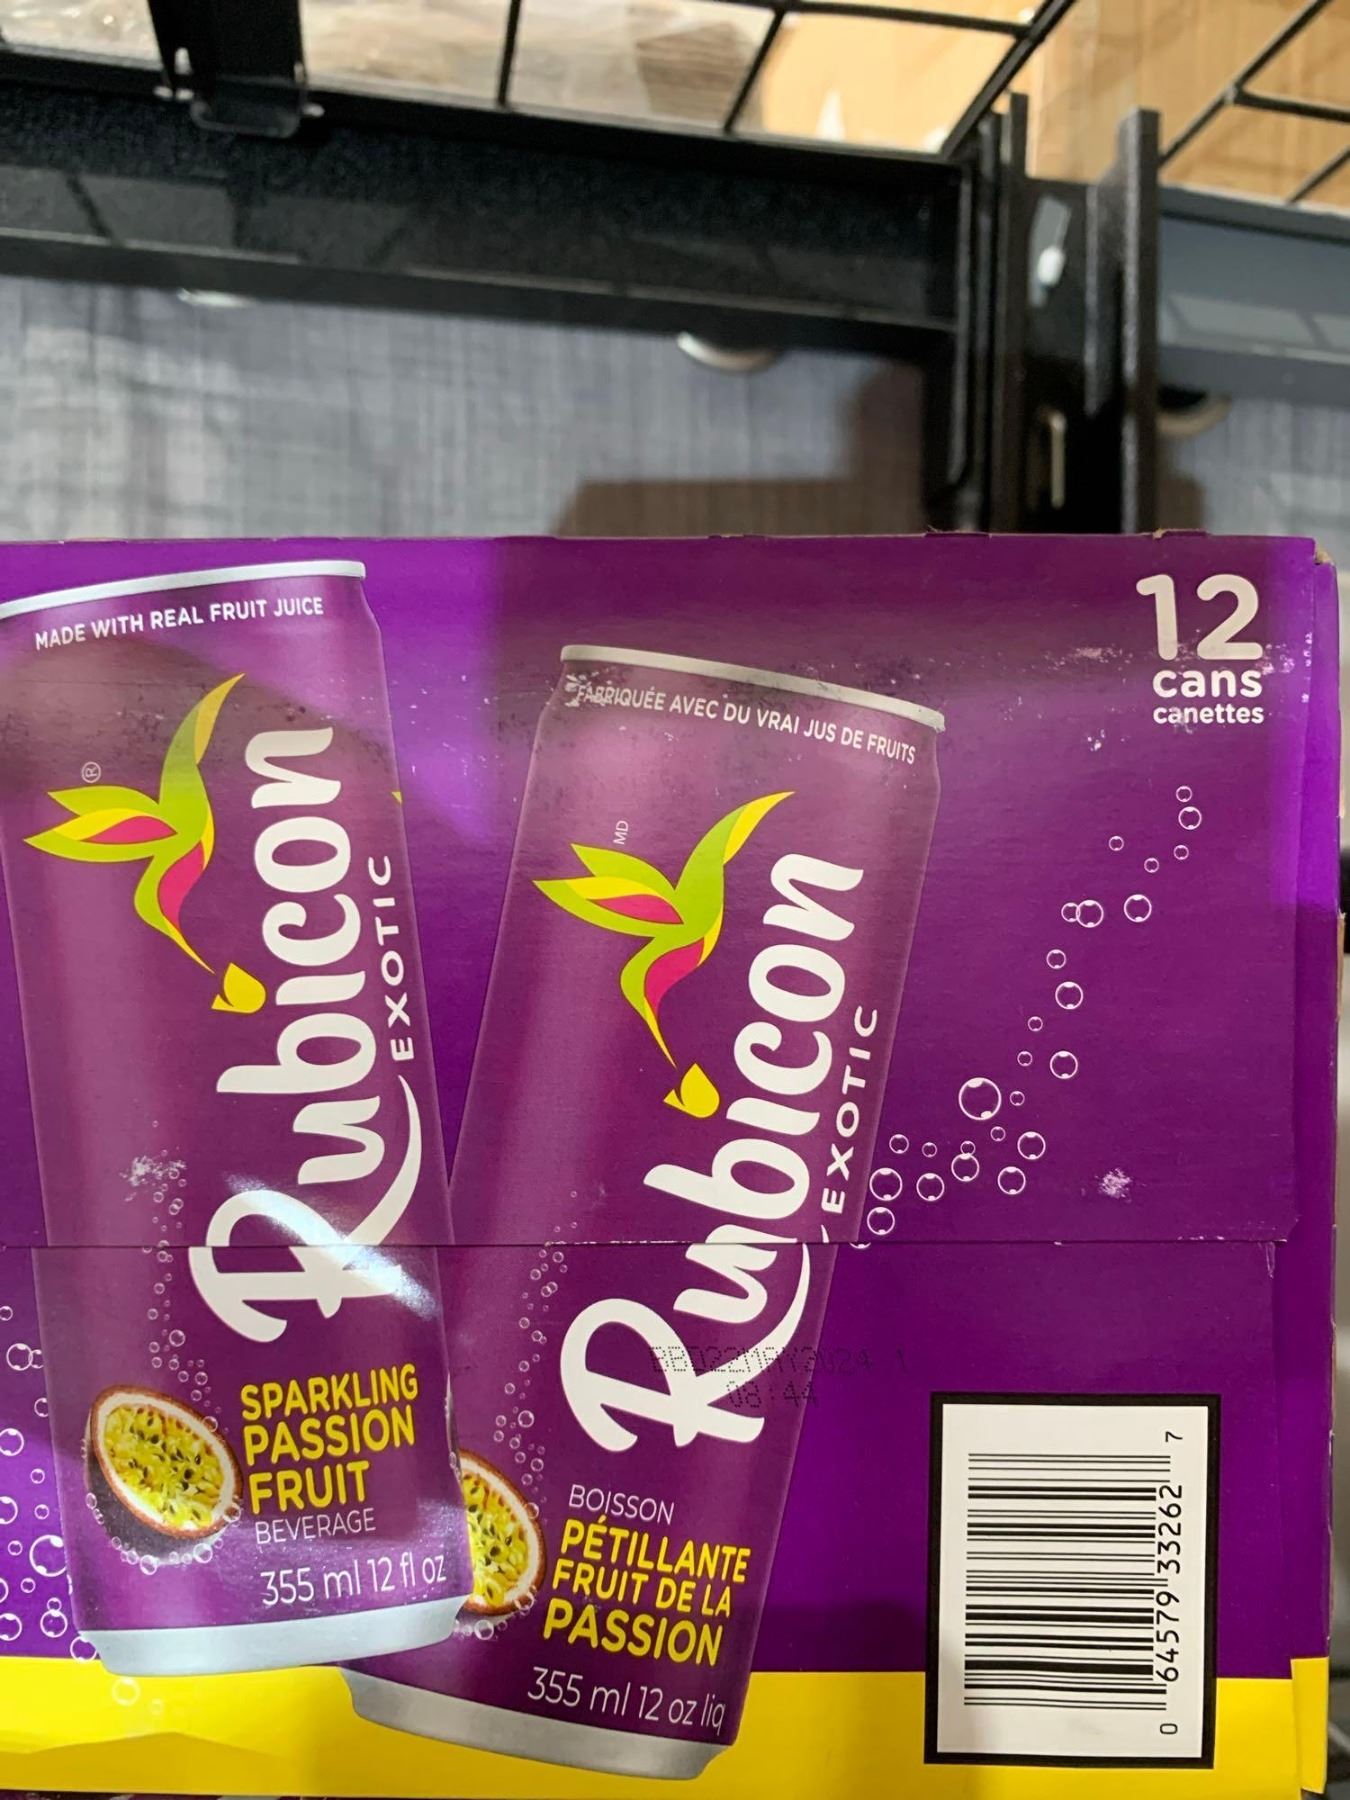 MADE WITH REAL FRUIT JUICE
®
Rubicon
EXOTIC
SPARKLING
PASSION
FRUIT
BEVERAGE
355 ml 12 fl oz
FABRIQUÉE AVEC DU VRAI JUS DE FRUITS
MD
Rubicon
EXOTIC
BOISSON
PÉTILLANTE
FRUIT DE LA
PASSION
355 ml 12 oz liq
12
cans
canettes
BBD22MAY2024 1
08:44
0 64579 33262 7